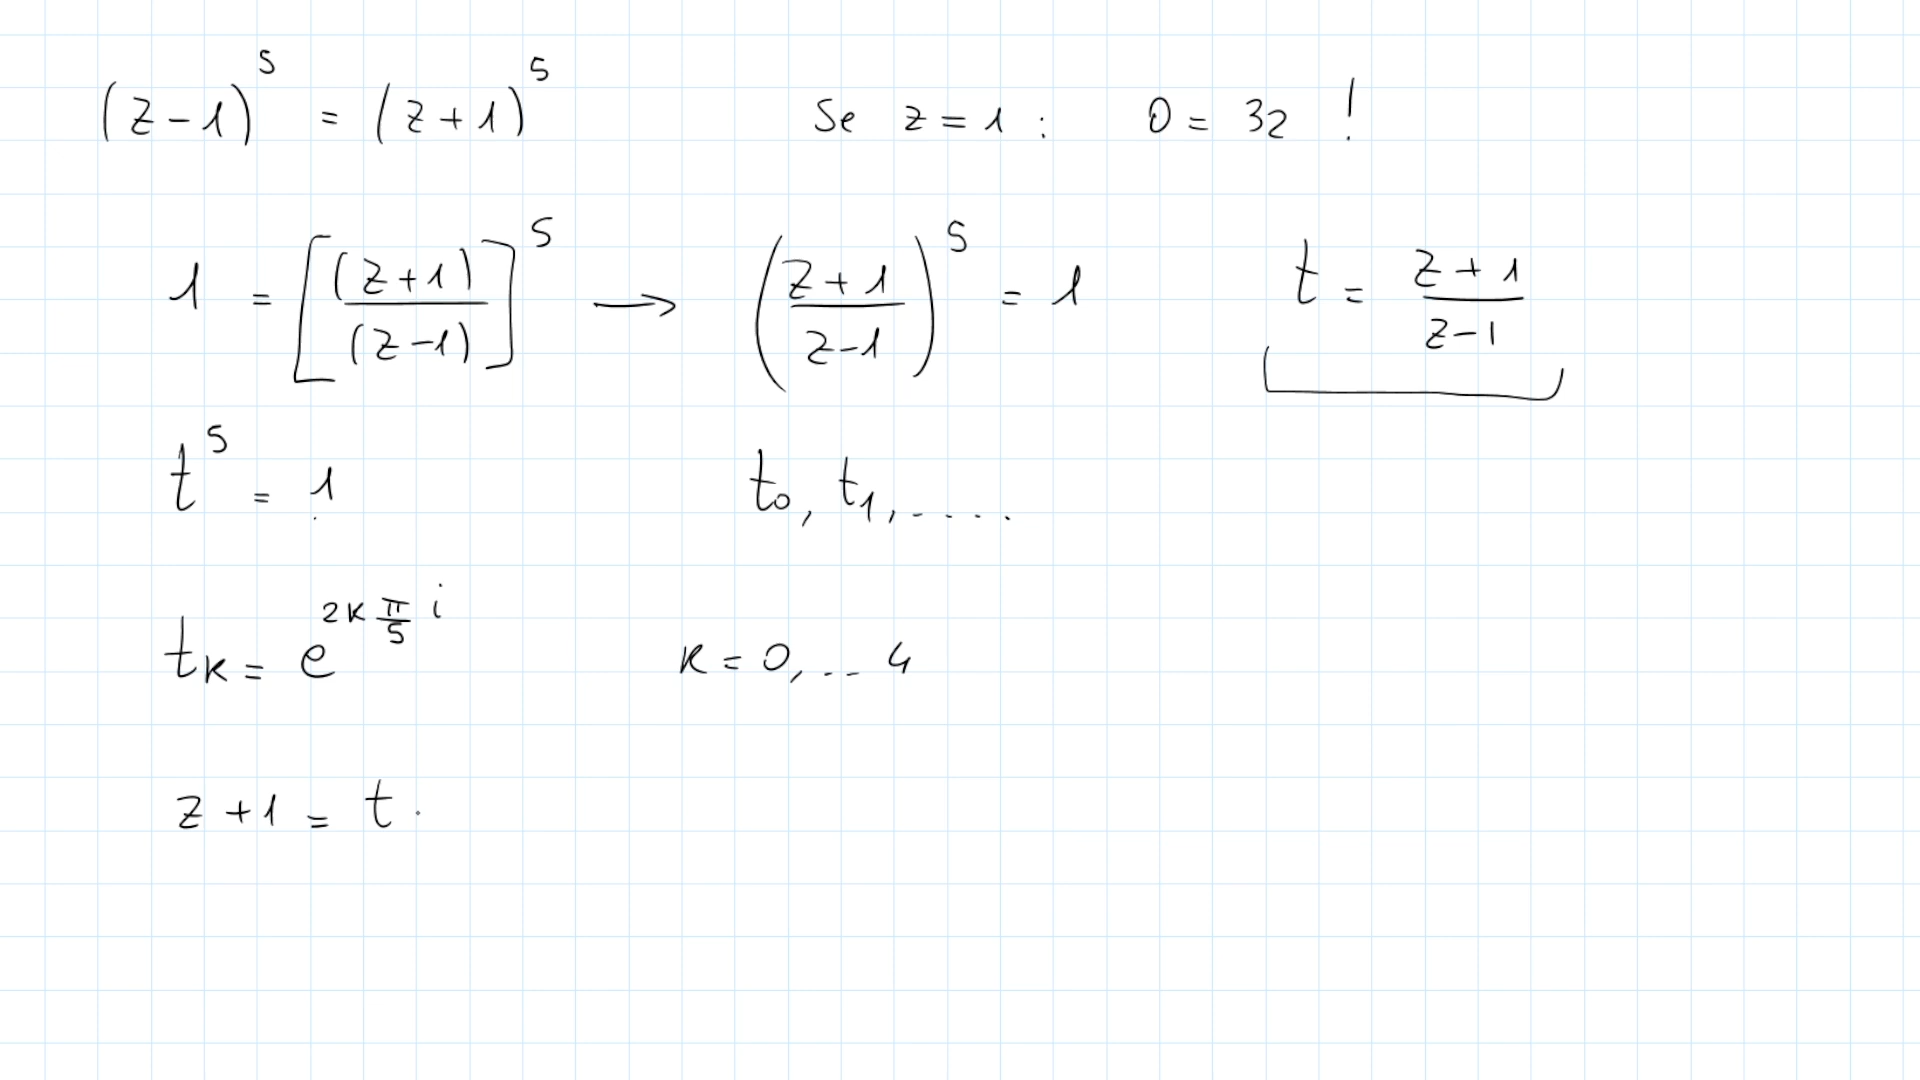 (z-1)^5 = (z+1)^5 Se z=1: 0=32!
1 = [(z+1)/(z-1)]^5 → (z+1/z-1)^5 = 1 t = z+1/z-1
t^5 = 1 t₀, t₁, ....
t_K = e^{2K π/5 i} K=0,.. 4
z+1 = t ·